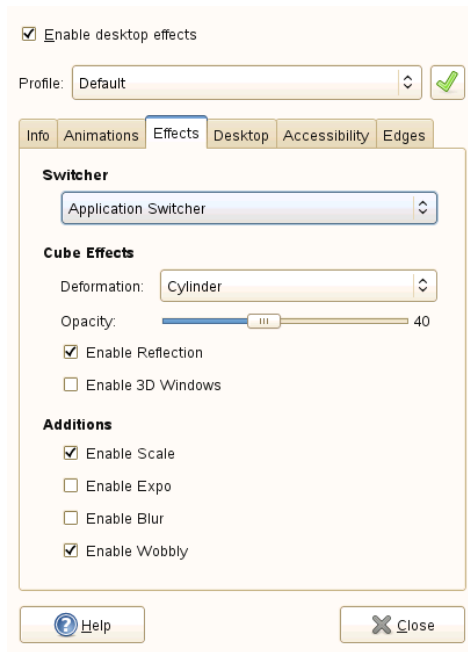 Enable desktop effects
Profile: Default
Info Animations Effects Desktop Accessibility Edges
Switcher
Application Switcher
Cube Effects
Deformation: Cylinder
Opacity: 40
Enable Reflection
Enable 3D Windows
Additions
Enable Scale
Enable Expo
Enable Blur
Enable Wobbly
Help Close